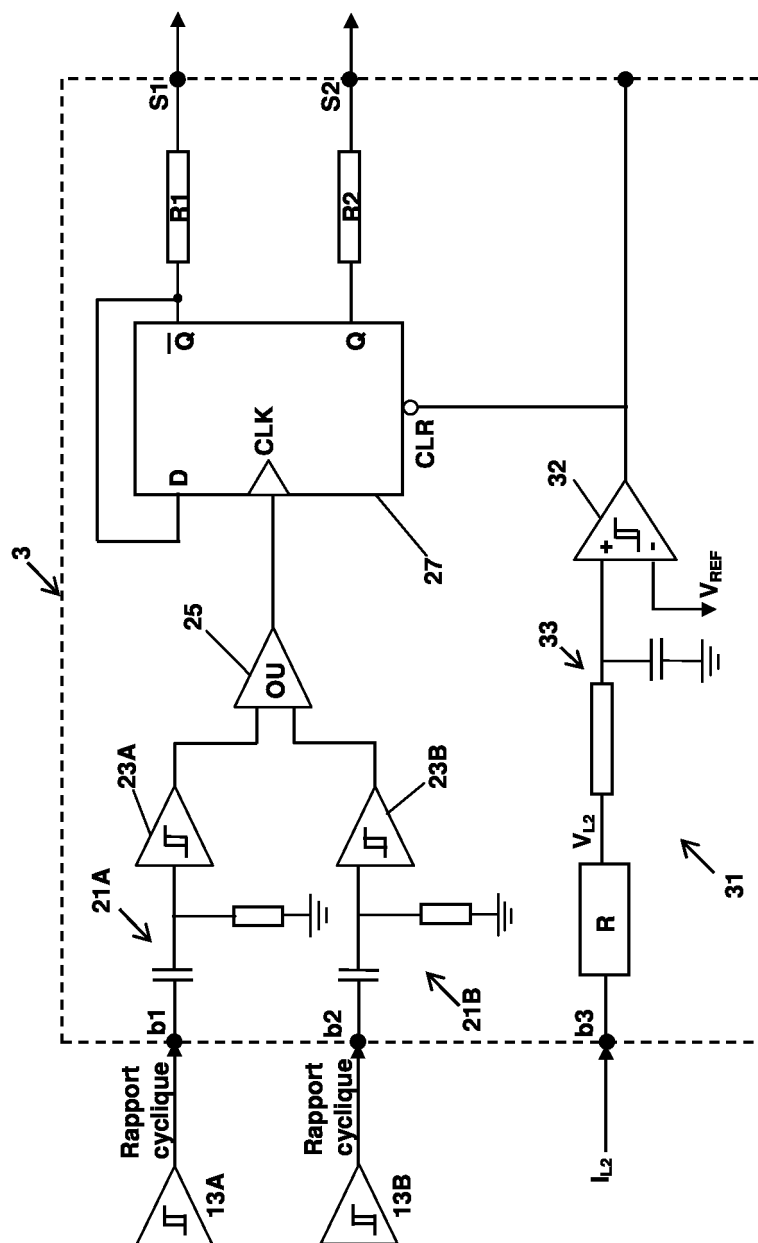 3
13A
Rapport
cyclique
b1
21A
23A
25
OU
D
CLK
Q
Q
CLR
27
R1
S1
R2
S2
13B
Rapport
cyclique
b2
21B
23B
IL2
b3
R
VL2
33
31
+
-
32
VREF